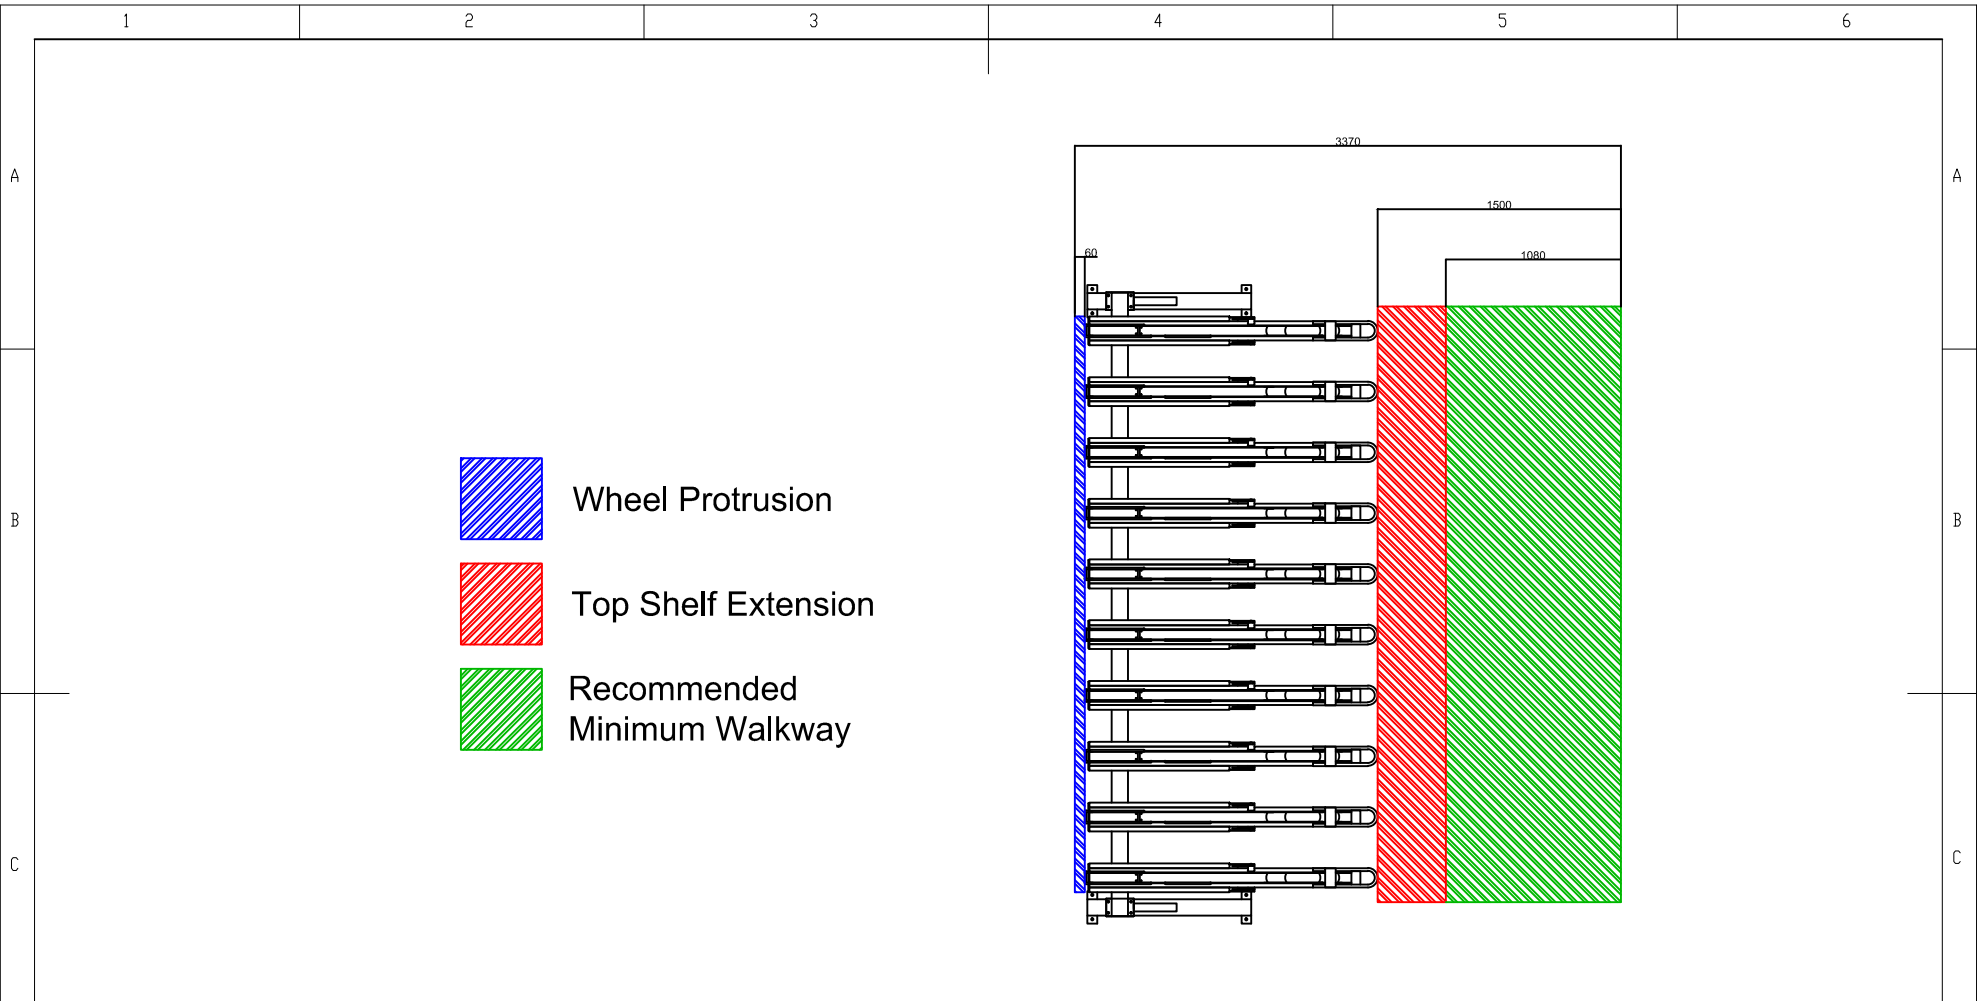 1 2 3 4 5 6
A A
3370
1500
60 1080
Wheel Protrusion
B B
Top Shelf Extension
Recommended
Minimum Walkway
C C